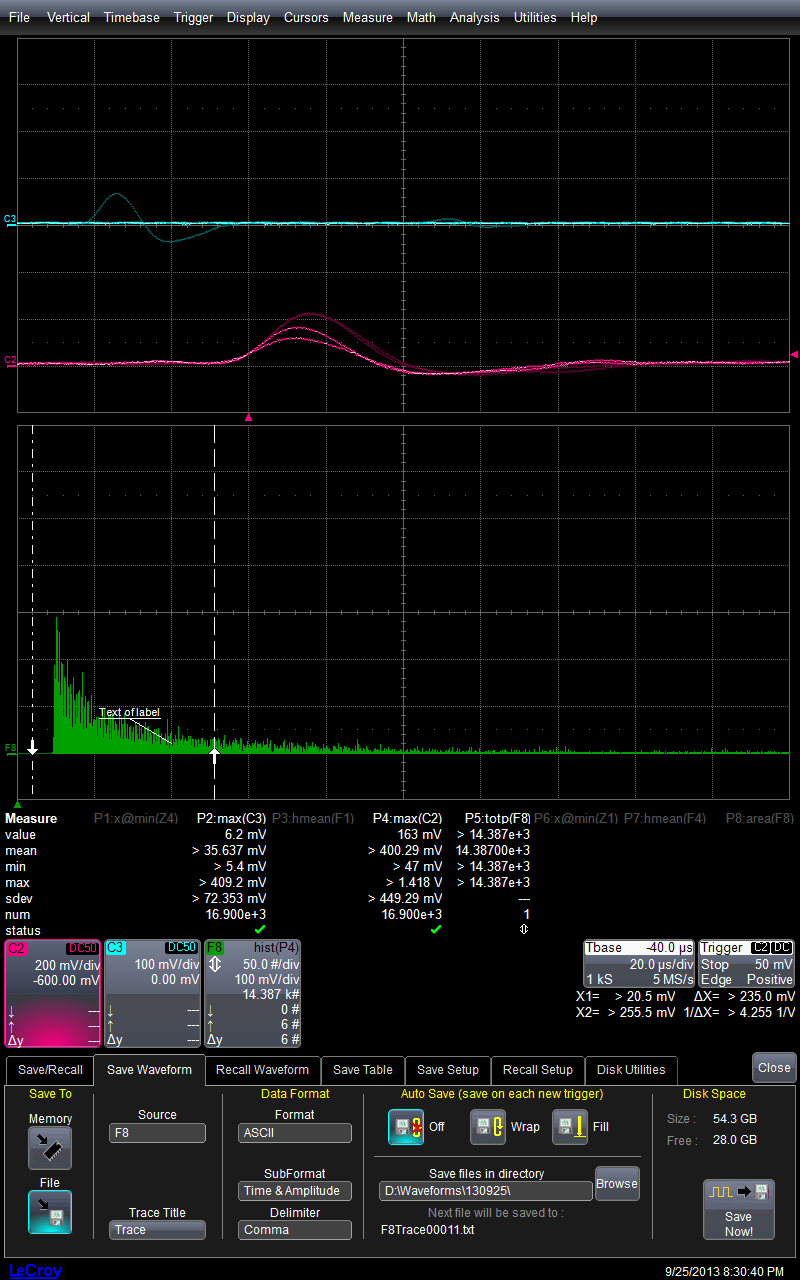 File Vertical Timebase Trigger Display Cursors Measure Math Analysis Utilities Help
C3
C2
Text of label
F8
Measure P1:x@min(Z4) P2:max(C3) P3:hmean(F1) P4:max(C2) P5:totp(F8) P6:x@min(Z1) P7:hmean(F4) P8:area(F8)
value 6.2 mV 163 mV > 14.387e+3
mean > 35.637 mV > 400.29 mV 14.38700e+3
min > 5.4 mV > 47 mV > 14.387e+3
max > 409.2 mV > 1.418 V > 14.387e+3
sdev > 72.353 mV > 449.29 mV ---
num 16.900e+3 16.900e+3 1
status
C2 DC50
200 mV/div
-600.00 mV
↓ ---
↑ ---
Δy ---
C3 DC50
100 mV/div
0.00 mV
↓ ---
↑ ---
Δy ---
F8 hist(P4)
50.0 #/div
100 mV/div
14.387 k#
↓ 0 #
↑ 6 #
Δy 6 #
Tbase -40.0 µs
20.0 µs/div
1 kS 5 MS/s
Trigger C2 DC
Stop 50 mV
Edge Positive
X1= > 20.5 mV ΔX= > 235.0 mV
X2= > 255.5 mV 1/ΔX= > 4.255 1/V
Save/Recall Save Waveform Recall Waveform Save Table Save Setup Recall Setup Disk Utilities Close
Save To
Memory
File
Source
F8
Trace Title
Trace
Data Format
Format
ASCII
SubFormat
Time & Amplitude
Delimiter
Comma
Auto Save (save on each new trigger)
Off Wrap Fill
Save files in directory
D:\Waveforms\130925\ Browse
Next file will be saved to :
F8Trace00011.txt
Disk Space
Size : 54.3 GB
Free : 28.0 GB
Save
Now!
LeCroy 9/25/2013 8:30:40 PM